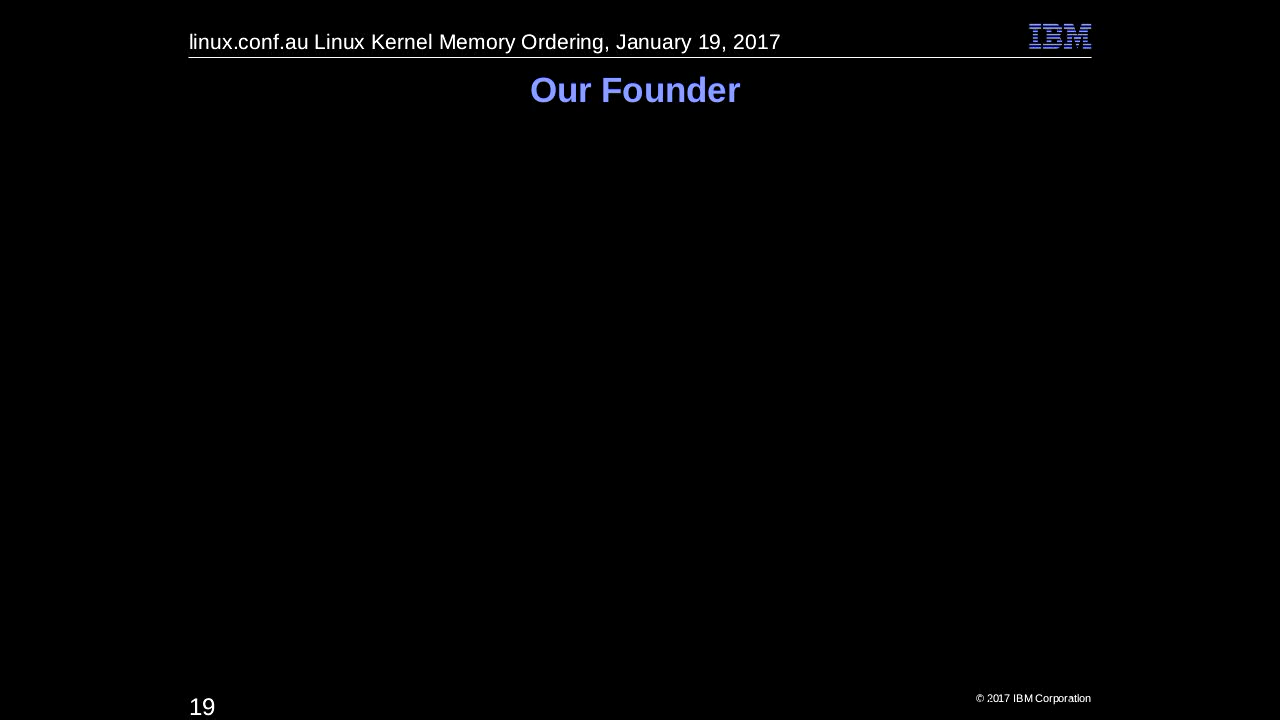 linux.conf.au Linux Kernel Memory Ordering, January 19, 2017
IBM
Our Founder
19
© 2017 IBM Corporation